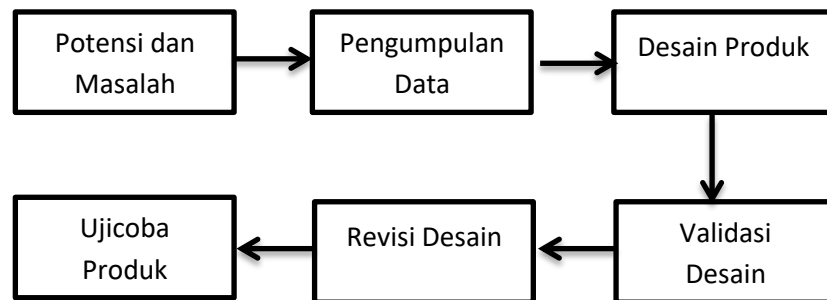 Potensi dan
Masalah
Pengumpulan
Data
Desain Produk
Validasi
Desain
Revisi Desain
Ujicoba
Produk